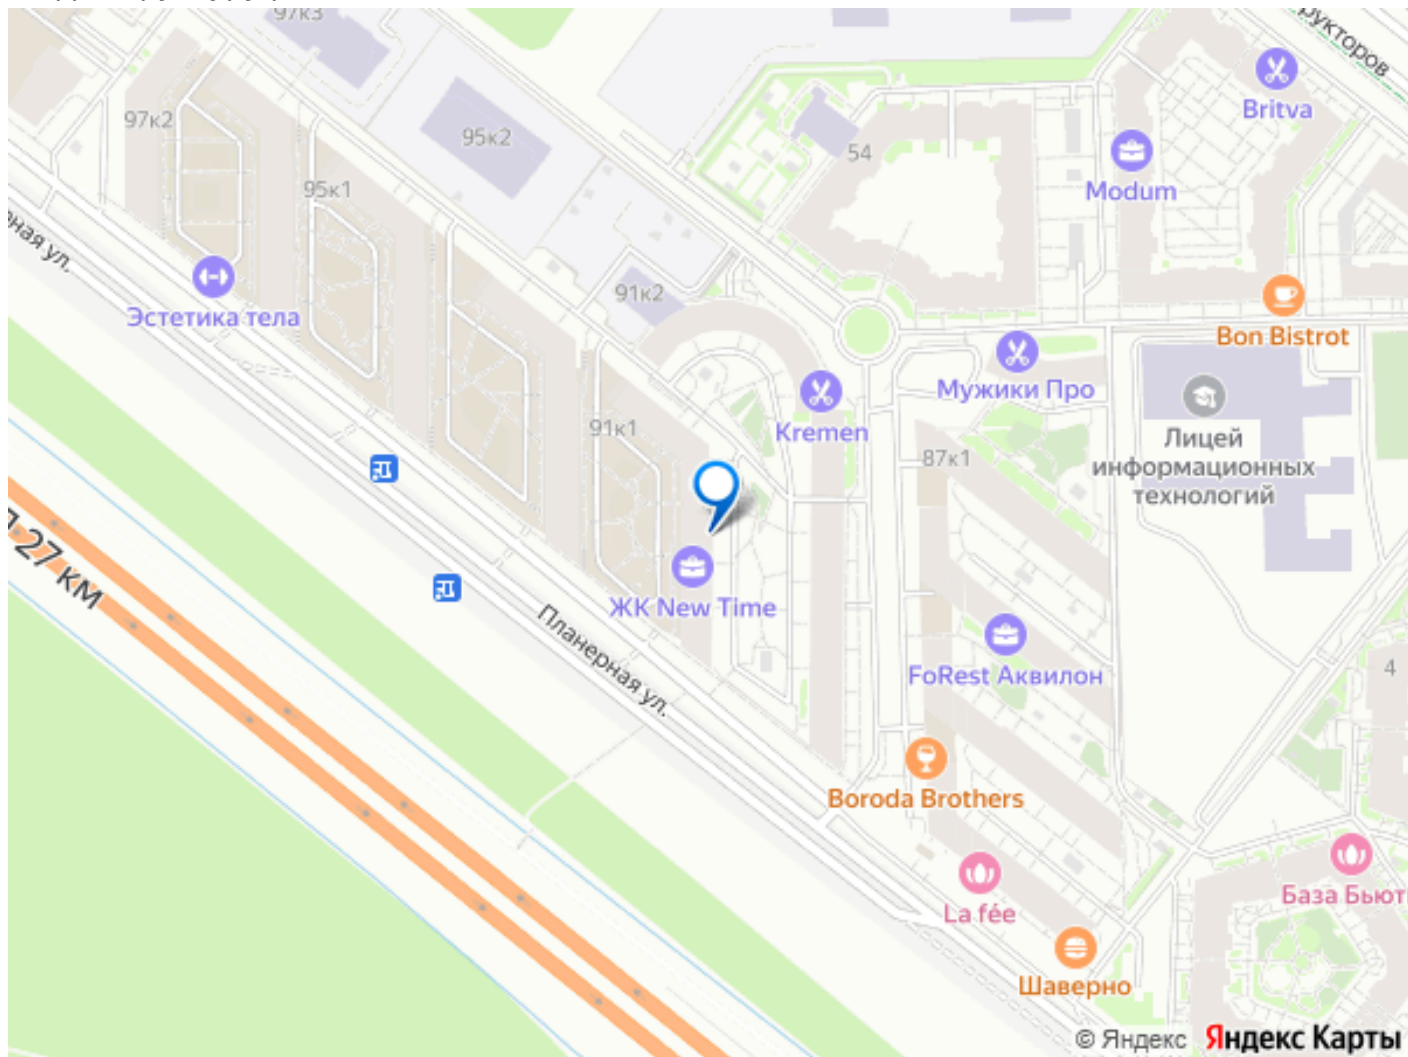 97к3
рукторов
Britva
97к2
95к2
54
Modum
95к1
ная ул.
91к2
Эстетика тела
Bon Bistrot
Мужики Про
Kremen
91к1
87к1
Лицей
информационных
технологий
27 км
ЖК New Time
Планерная ул.
FoRest Аквилон
4
Boroda Brothers
База Бьют
La fée
Шаверно
© Яндекс Яндекс Карты